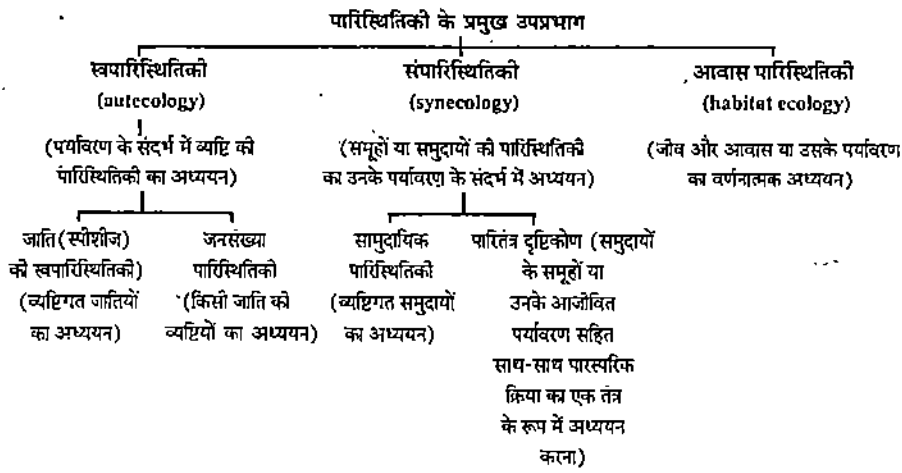 पारिस्थितिकी के प्रमुख उपप्रभाग
स्वपारिस्थितिकी
(autecology)
(पर्यावरण के संदर्भ में व्यष्टि की
पारिस्थितिकी का अध्ययन)
जाति (स्पीशीज)
की स्वपारिस्थितिकी)
(व्यष्टिगत जातियों
का अध्ययन)
जनसंख्या
पारिस्थितिकी
(किसी जाति की
व्यष्टियों का अध्ययन)
संपारिस्थितिकी
(synecology)
(समूहों या समुदायों की पारिस्थितिकी
का उनके पर्यावरण के संदर्भ में अध्ययन)
सामुदायिक
पारिस्थितिकी
(व्यष्टिगत समुदायों
का अध्ययन)
पारितंत्र दृष्टिकोण (समुदायों
के समूहों या
उनके आजीवित
पर्यावरण सहित
साथ-साथ पारस्परिक
क्रिया का एक तंत्र
के रूप में अध्ययन
करना)
आवास पारिस्थितिकी
(habitat ecology)
(जीव और आवास या उसके पर्यावरण
का वर्णनात्मक अध्ययन)